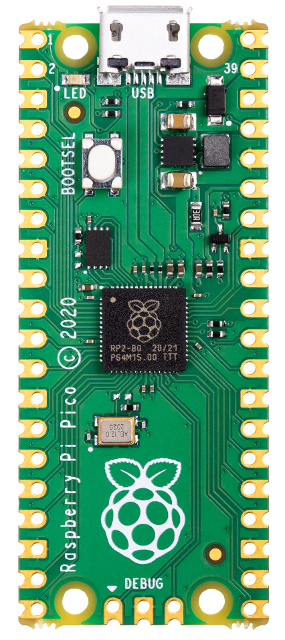 1
2
39
LED
USB
BOOTSEL
Raspberry Pi Pico © 2020
RP2-B0 20/21
P64M15.00 TTT
DEBUG